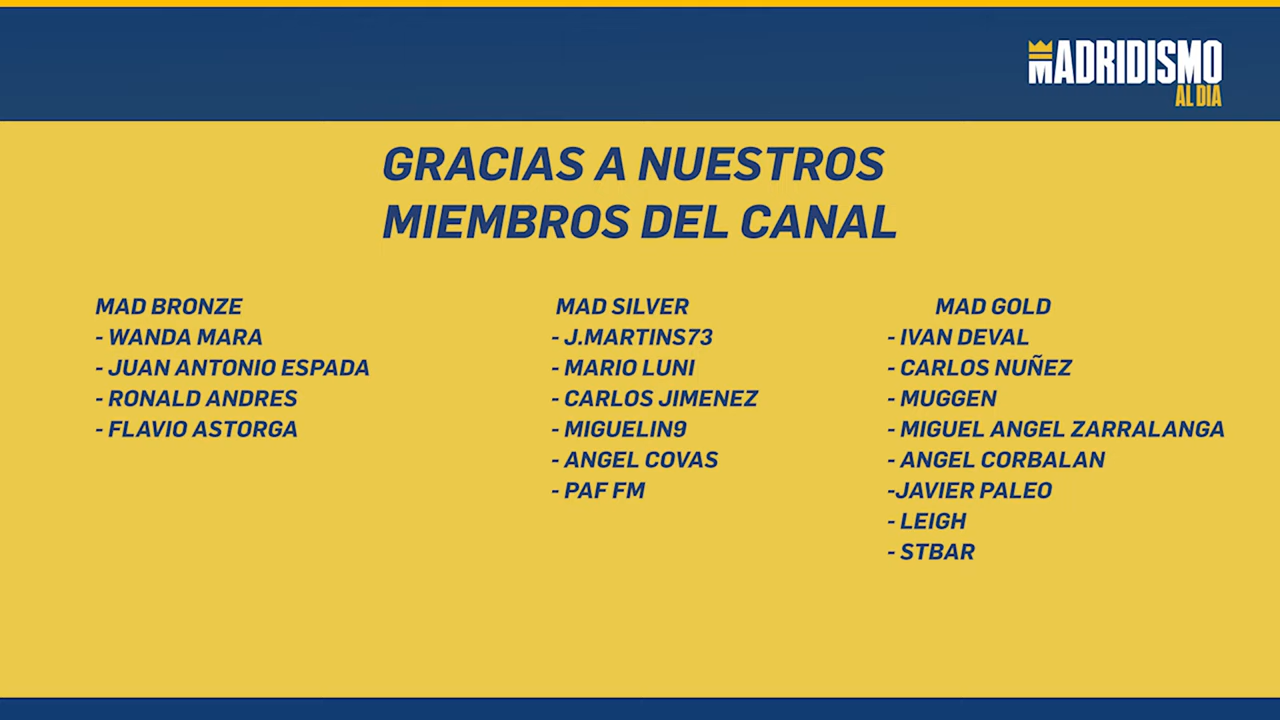 MADRIDISMO
AL DIA
GRACIAS A NUESTROS
MIEMBROS DEL CANAL
MAD BRONZE
- WANDA MARA
- JUAN ANTONIO ESPADA
- RONALD ANDRES
- FLAVIO ASTORGA
MAD SILVER
- J.MARTINS73
- MARIO LUNI
- CARLOS JIMENEZ
- MIGUELIN9
- ANGEL COVAS
- PAF FM
MAD GOLD
- IVAN DEVAL
- CARLOS NUÑEZ
- MUGGEN
- MIGUEL ANGEL ZARRALANGA
- ANGEL CORBALAN
-JAVIER PALEO
- LEIGH
- STBAR